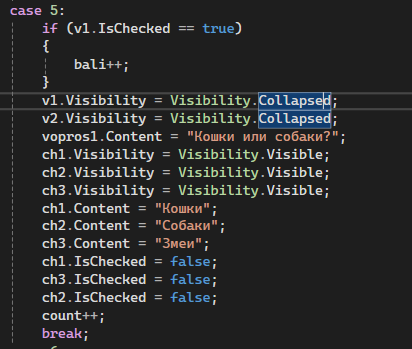 case 5:
if (v1.IsChecked == true)
{
bali++;
}
v1.Visibility = Visibility.Collapsed;
v2.Visibility = Visibility.Collapsed;
vopros1.Content = "Кошки или собаки?";
ch1.Visibility = Visibility.Visible;
ch2.Visibility = Visibility.Visible;
ch3.Visibility = Visibility.Visible;
ch1.Content = "Кошки";
ch2.Content = "Собаки";
ch3.Content = "Змеи";
ch1.IsChecked = false;
ch3.IsChecked = false;
ch2.IsChecked = false;
count++;
break;